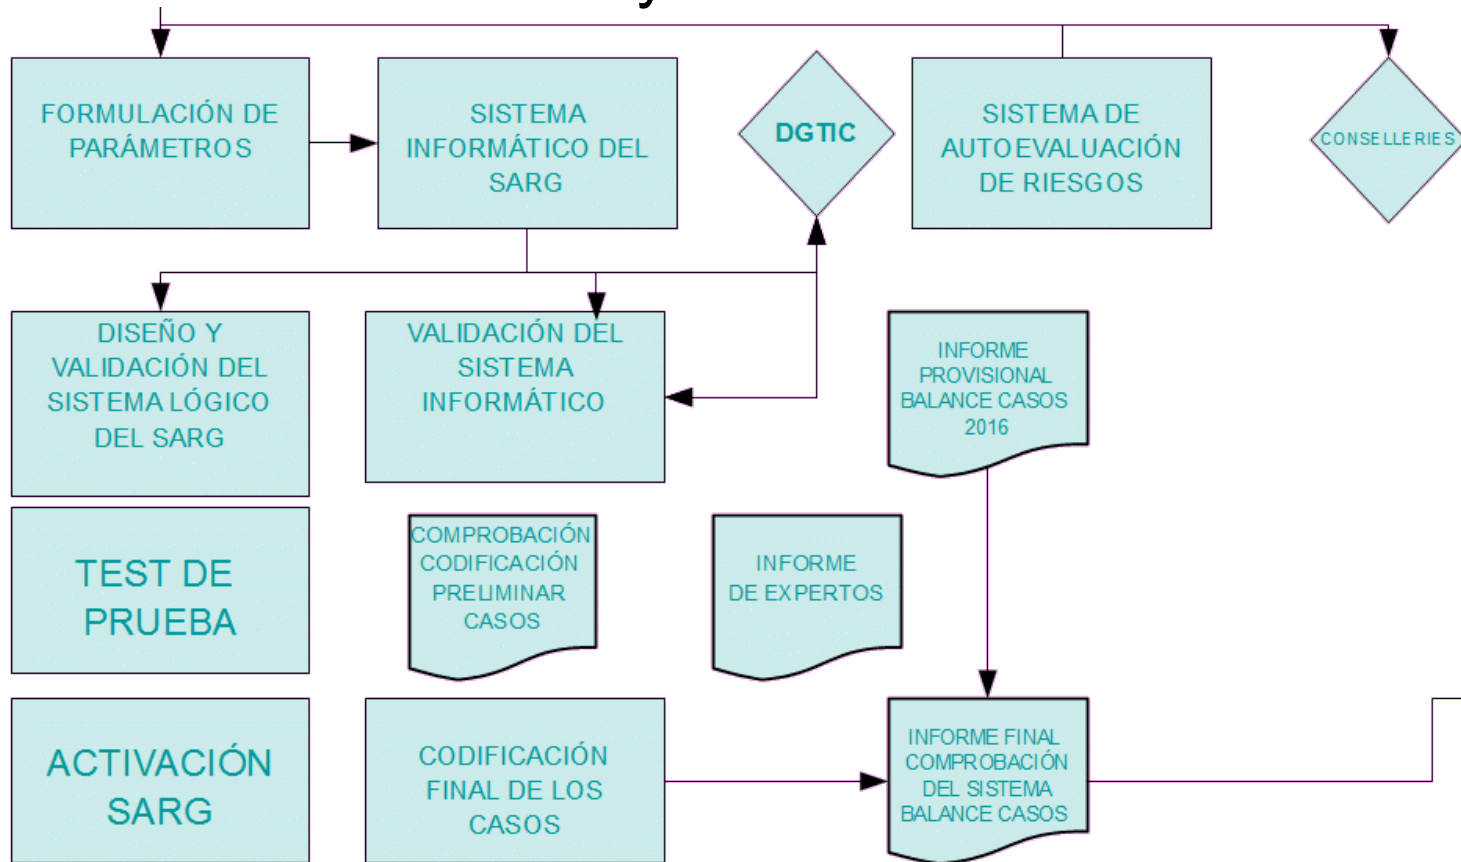 FORMULACIÓN DE
PARÁMETROS
SISTEMA
INFORMÁTICO DEL
SARG
DGTIC
SISTEMA DE
AUTOEVALUACIÓN
DE RIESGOS
CONSELLERIES
DISEÑO Y
VALIDACIÓN DEL
SISTEMA LÓGICO
DEL SARG
VALIDACIÓN DEL
SISTEMA
INFORMÁTICO
INFORME
PROVISIONAL
BALANCE CASOS
2016
TEST DE
PRUEBA
COMPROBACIÓN
CODIFICACIÓN
PRELIMINAR
CASOS
INFORME
DE EXPERTOS
ACTIVACIÓN
SARG
CODIFICACIÓN
FINAL DE LOS
CASOS
INFORME FINAL
COMPROBACIÓN
DEL SISTEMA
BALANCE CASOS